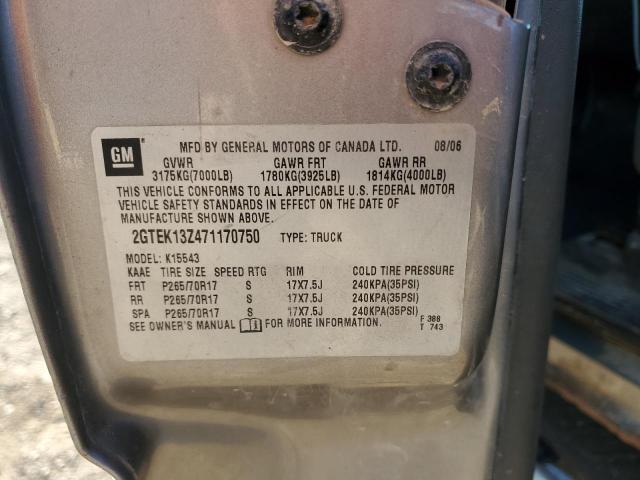 GM MFD BY GENERAL MOTORS OF CANADA LTD. 08/06
GVWR GAWR FRT GAWR RR
3175KG(7000LB) 1780KG(3925LB) 1814KG(4000LB)
THIS VEHICLE CONFORMS TO ALL APPLICABLE U.S. FEDERAL MOTOR
VEHICLE SAFETY STANDARDS IN EFFECT ON THE DATE OF
MANUFACTURE SHOWN ABOVE.
2GTEK13Z471170750 TYPE: TRUCK
MODEL: K15543
KAAE TIRE SIZE SPEED RTG RIM COLD TIRE PRESSURE
FRT P265/70R17 S 17X7.5J 240KPA(35PSI)
RR P265/70R17 S 17X7.5J 240KPA(35PSI)
SPA P265/70R17 S 17X7.5J 240KPA(35PSI)
SEE OWNER'S MANUAL FOR MORE INFORMATION. F 388
T 743